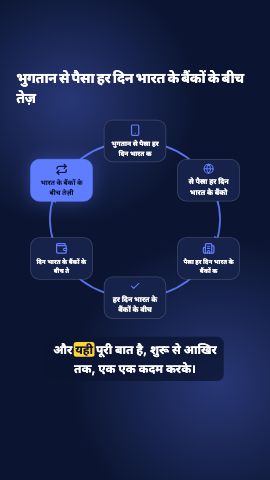 भुगतान से पैसा हर दिन भारत के बैंकों के बीच
तेज़
भुगतान से पैसा हर
दिन भारत क
से पैसा हर दिन
भारत के बैंको
पैसा हर दिन भारत के
बैंकों क
हर दिन भारत के
बैंकों के बीच
दिन भारत के बैंकों के
बीच ते
भारत के बैंकों के
बीच तेज़ी
और यही पूरी बात है, शुरू से आखिर
तक, एक एक कदम करके।